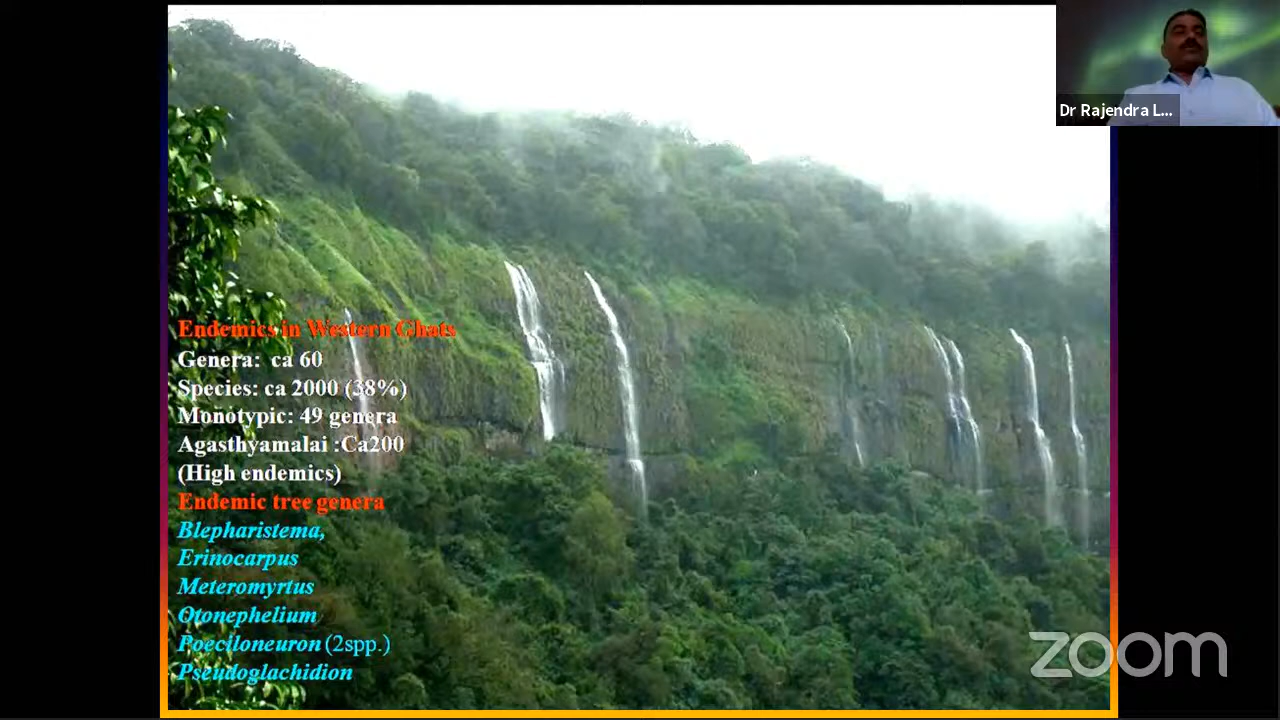 Dr Rajendra L...
Endemics in Western Ghats
Genera:  ca 60
Species: ca 2000 (38%)
Monotypic: 49 genera
Agasthyamalai :Ca200
(High endemics)
Endemic tree genera
Blepharistema,
Erinocarpus
Meteromyrtus
Otonephelium
Poeciloneuron (2spp.)
Pseudoglachidion
zoom